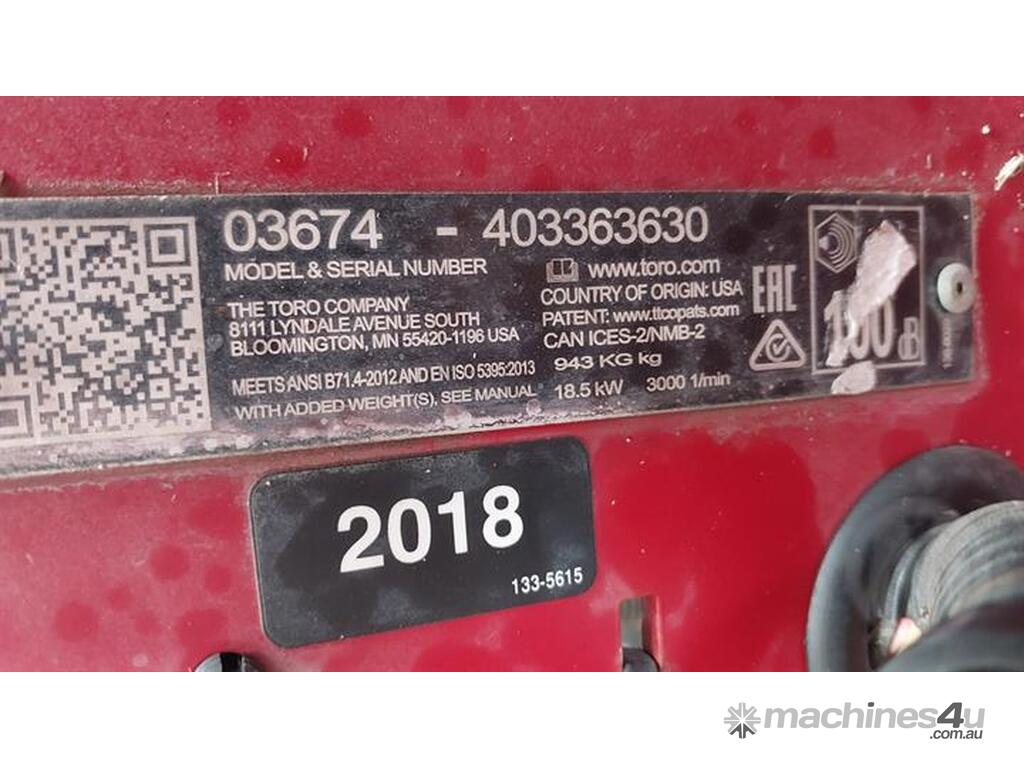 03674 - 403363630
MODEL & SERIAL NUMBER
www.toro.com
THE TORO COMPANY
8111 LYNDALE AVENUE SOUTH
BLOOMINGTON, MN 55420-1196 USA
COUNTRY OF ORIGIN: USA
PATENT: www.ttcopats.com
CAN ICES-2/NMB-2
943 KG kg
MEETS ANSI B71.4-2012 AND EN ISO 5395:2013
WITH ADDED WEIGHT(S), SEE MANUAL
18.5 kW 3000 1/min
EAC
dB
2018
133-5615
machines4u
.com.au